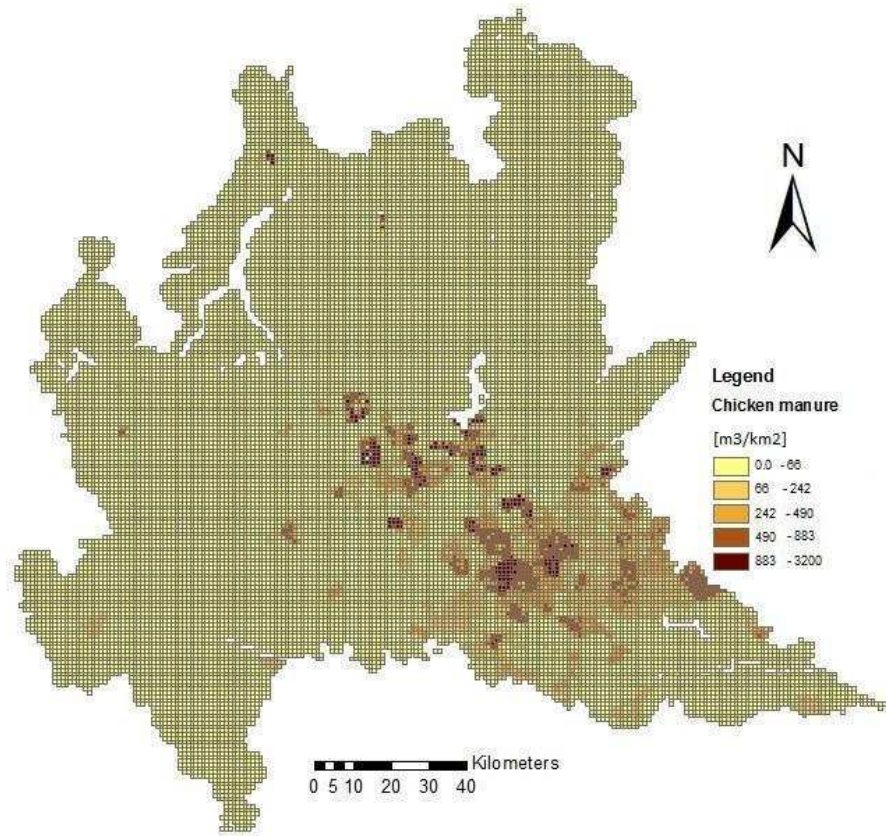 N
Legend
Chicken manure
[m3/km2]
0.0 - 66
66 - 242
242 - 490
490 - 883
883 - 3200
Kilometers
0 5 10 20 30 40